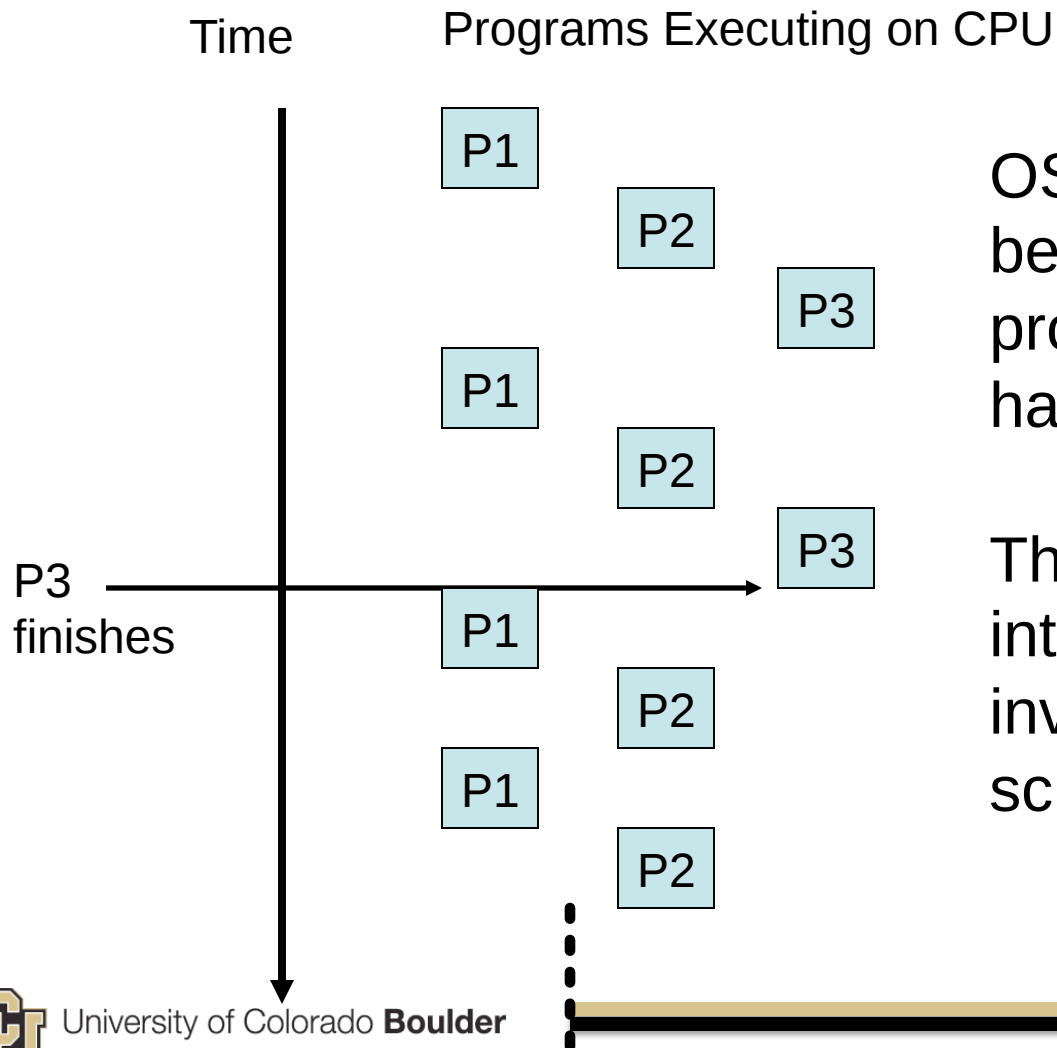 Time
Programs Executing on CPU
P1
P2
P3
P1
P2
P3
P3
finishes
P1
P2
P1
P2
University of Colorado Boulder